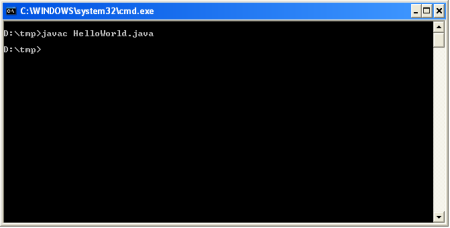 C:\WINDOWS\system32\cmd.exe
D:\tmp>javac HelloWorld.java
D:\tmp>